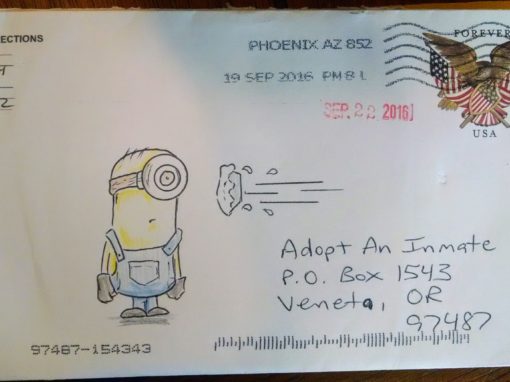 ECTIONS
PHOENIX AZ 852
19 SEP 2016 PM 8 L
SEP 22 2016
FOREVER
USA
Adopt An Inmate
P.O. Box 1543
Veneta, OR
97487
97487-154343